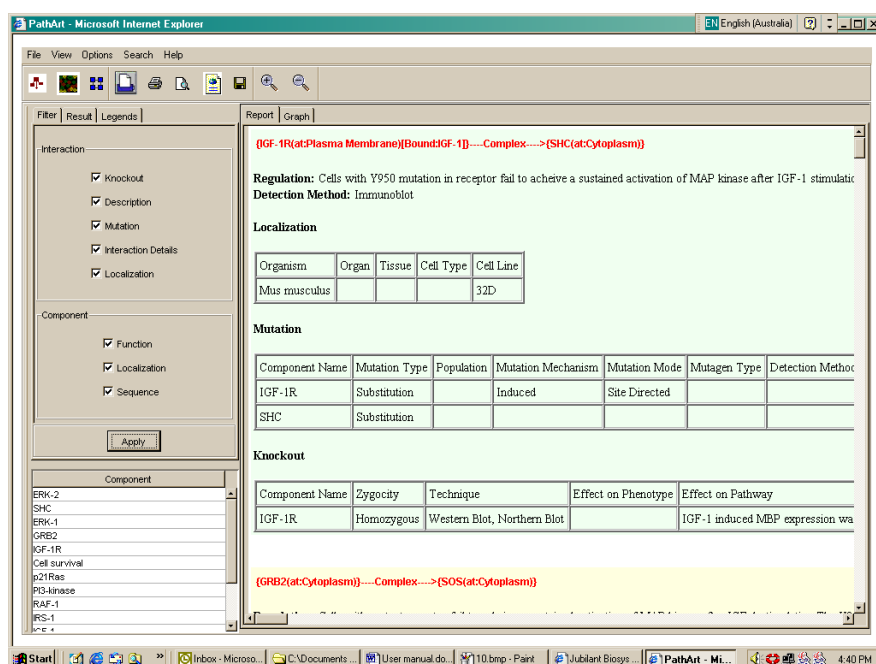 PathArt - Microsoft Internet Explorer
EN English (Australia)
File View Options Search Help
Filter Result Legends
Interaction
Knockout
Description
Mutation
Interaction Details
Localization
Component
Function
Localization
Sequence
Apply
Component
ERK-2
SHC
ERK-1
GRB2
IGF-1R
Cell survival
p21Ras
PI3-kinase
RAF-1
IRS-1
Report Graph
{IGF-1R(at:Plasma Membrane)[Bound:IGF-1]}----Complex---->{SHC(at:Cytoplasm)}
Regulation: Cells with Y950 mutation in receptor fail to acheive a sustained activation of MAP kinase after IGF-1 stimulatio
Detection Method: Immunoblot
Localization
Organism Organ Tissue Cell Type Cell Line
Mus musculus 32D
Mutation
Component Name Mutation Type Population Mutation Mechanism Mutation Mode Mutagen Type Detection Method
IGF-1R Substitution Induced Site Directed
SHC Substitution
Knockout
Component Name Zygocity Technique Effect on Phenotype Effect on Pathway
IGF-1R Homozygous Western Blot, Northern Blot IGF-1 induced MBP expression wa
{GRB2(at:Cytoplasm)}----Complex---->{SOS(at:Cytoplasm)}
Start » Inbox - Microso... C:\Documents ... User manual.do... 10.bmp - Paint Jubilant Biosys ... PathArt - Mi... 4:40 PM